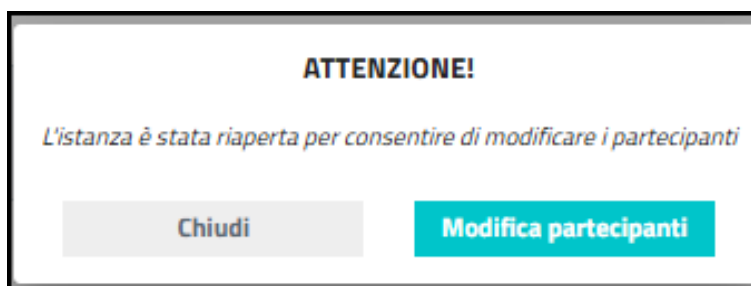 ATTENZIONE!
L'istanza è stata riaperta per consentire di modificare i partecipanti
Chiudi
Modifica partecipanti